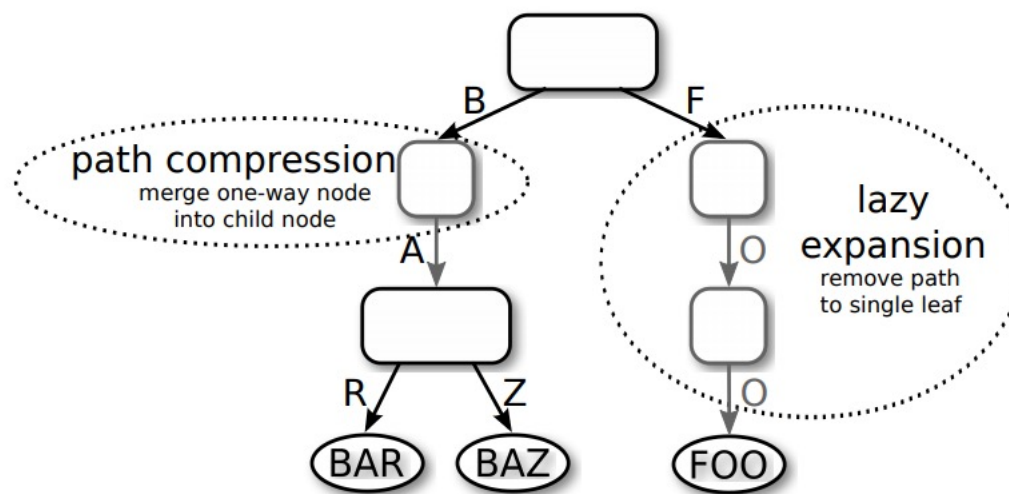 B
F
path compression
merge one-way node
into child node
lazy
expansion
remove path
to single leaf
A
O
R
Z
O
BAR
BAZ
FOO